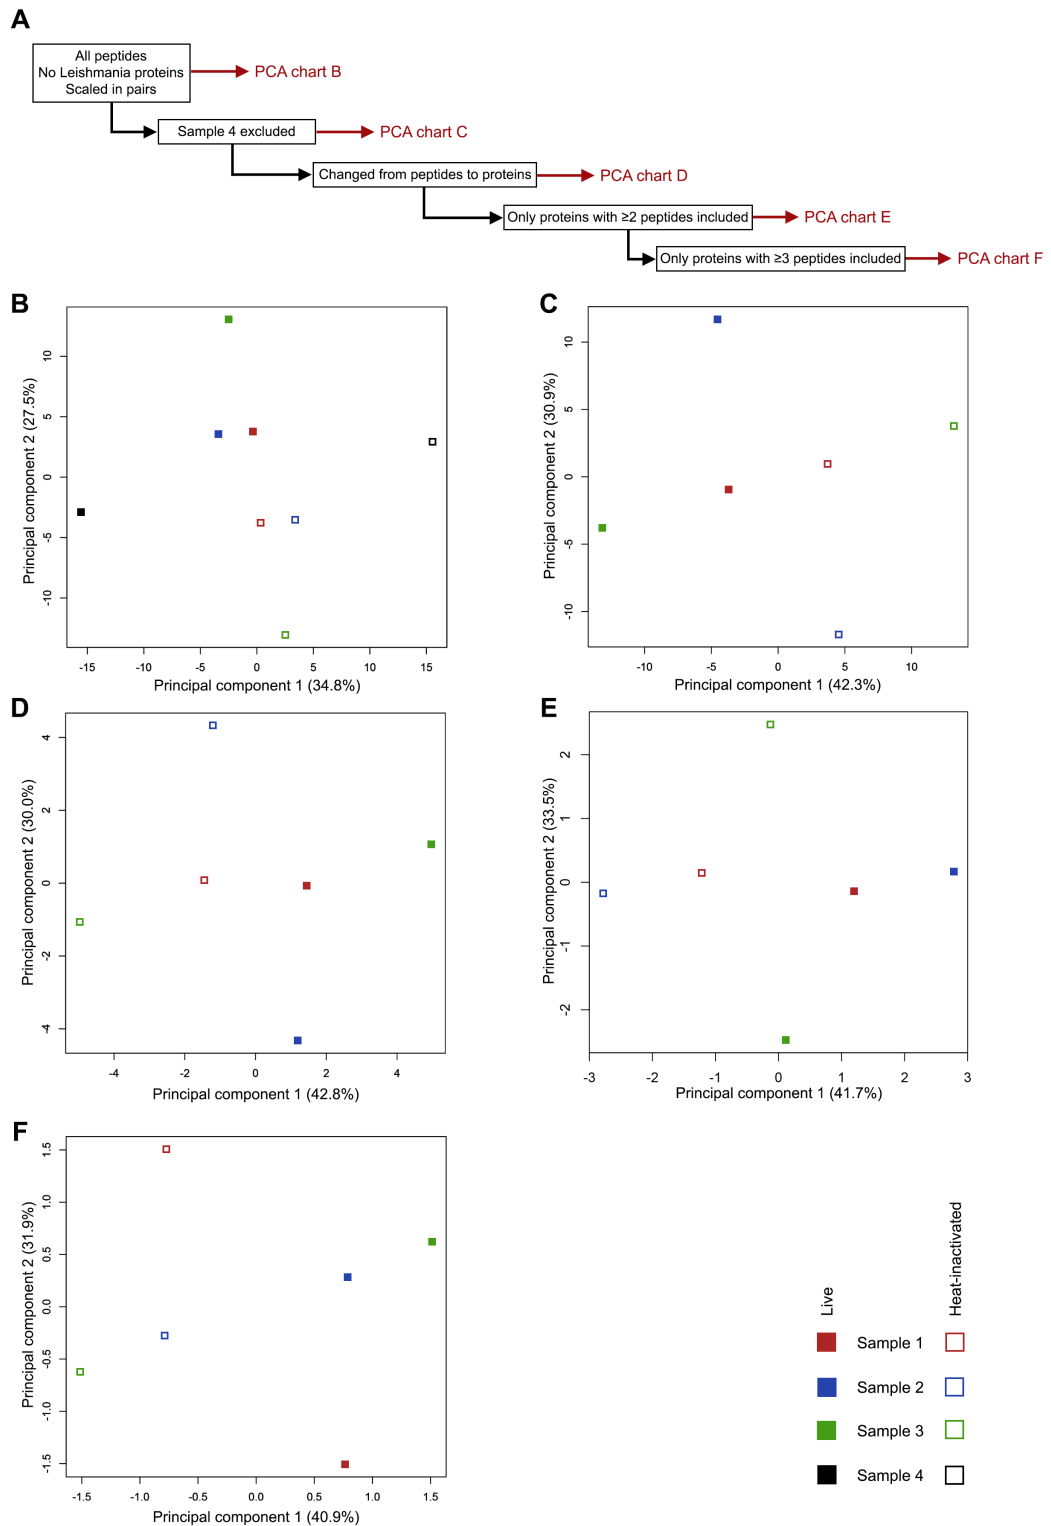 A
All peptides
No Leishmania proteins
Scaled in pairs
PCA chart B
Sample 4 excluded
PCA chart C
Changed from peptides to proteins
PCA chart D
Only proteins with ≥2 peptides included
PCA chart E
Only proteins with ≥3 peptides included
PCA chart F
B
Principal component 2 (27.5%)
10
5
0
-5
-10
-15 -10 -5 0 5 10 15
Principal component 1 (34.8%)
C
Principal component 2 (30.9%)
10
5
0
-5
-10
-10 -5 0 5 10
Principal component 1 (42.3%)
D
Principal component 2 (30.0%)
4
2
0
-2
-4
-4 -2 0 2 4
Principal component 1 (42.8%)
E
Principal component 2 (33.5%)
2
1
0
-1
-2
-3 -2 -1 0 1 2 3
Principal component 1 (41.7%)
F
Principal component 2 (31.9%)
1.5
1.0
0.5
0.0
-0.5
-1.0
-1.5
-1.5 -1.0 -0.5 0.0 0.5 1.0 1.5
Principal component 1 (40.9%)
Live
Heat-inactivated
Sample 1
Sample 2
Sample 3
Sample 4